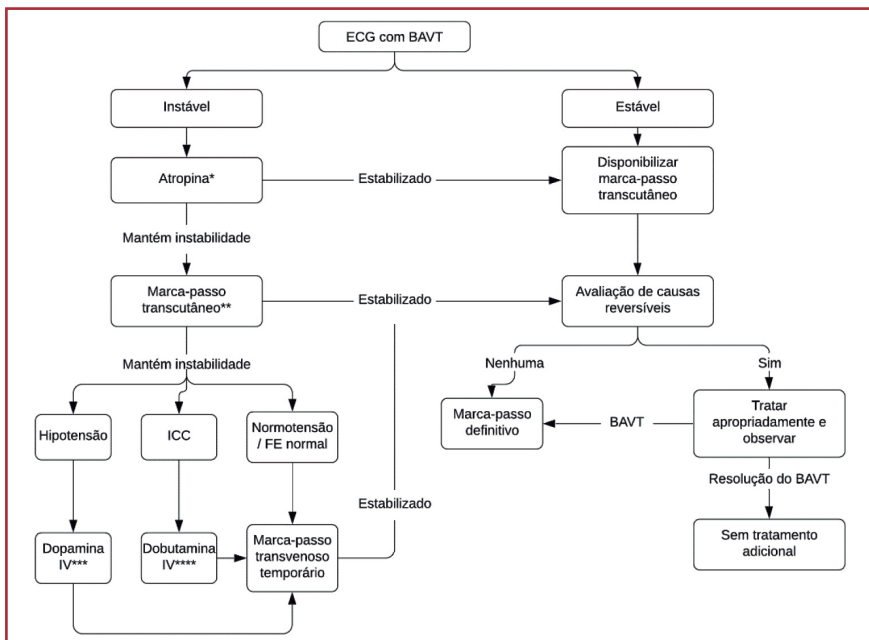 ECG com BAVT
Instável
Estável
Atropina*
Estabilizado
Disponibilizar
marca-passo
transcutâneo
Mantém instabilidade
Marca-passo
transcutâneo**
Estabilizado
Avaliação de causas
reversíveis
Mantém instabilidade
Nenhuma
Sim
Hipotensão
ICC
Normotensão
/ FE normal
Marca-passo
definitivo
BAVT
Tratar
apropriadamente e
observar
Estabilizado
Resolução do BAVT
Dopamina
IV***
Dobutamina
IV****
Marca-passo
transvenoso
temporário
Sem tratamento
adicional